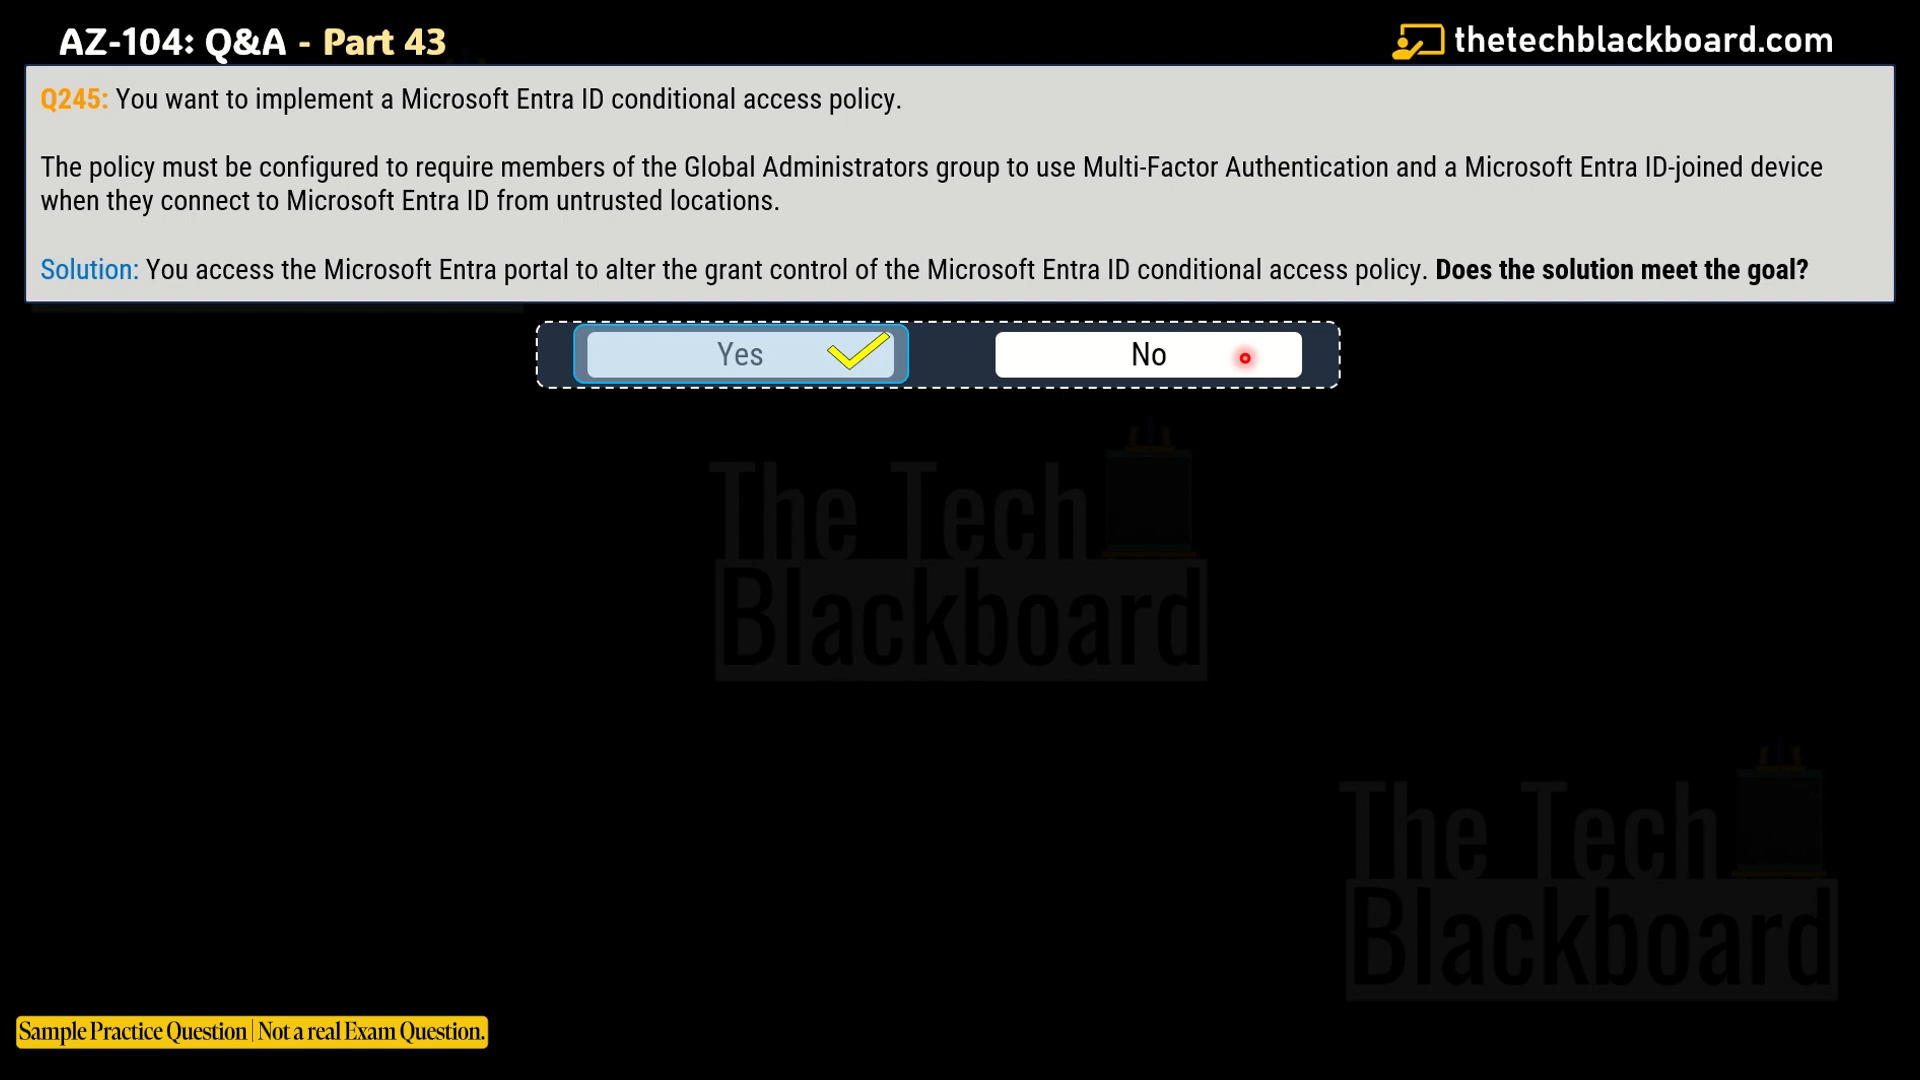 AZ-104: Q&A - Part 43
thetechblackboard.com
Q245: You want to implement a Microsoft Entra ID conditional access policy.
The policy must be configured to require members of the Global Administrators group to use Multi-Factor Authentication and a Microsoft Entra ID-joined device
when they connect to Microsoft Entra ID from untrusted locations.
Solution: You access the Microsoft Entra portal to alter the grant control of the Microsoft Entra ID conditional access policy. Does the solution meet the goal?
Yes
No
The Tech
Blackboard
The Tech
Blackboard
Sample Practice Question | Not a real Exam Question.